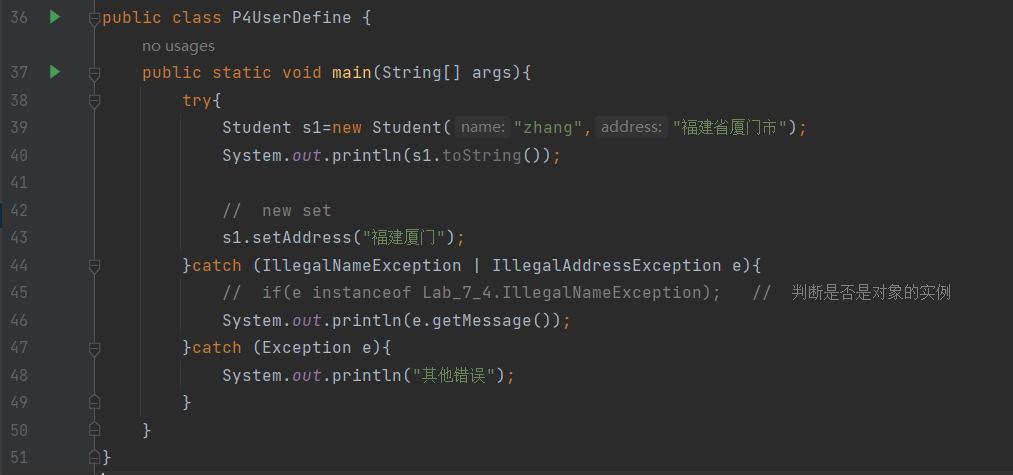 36 public class P4UserDefine {
no usages
37 public static void main(String[] args){
38 try{
39 Student s1=new Student( name: "zhang", address: "福建省厦门市");
40 System.out.println(s1.toString());
41
42 //  new set
43 s1.setAddress("福建厦门");
44 }catch (IllegalNameException | IllegalAddressException e){
45 //  if(e instanceof Lab_7_4.IllegalNameException);   //  判断是否是对象的实例
46 System.out.println(e.getMessage());
47 }catch (Exception e){
48 System.out.println("其他错误");
49 }
50 }
51 }